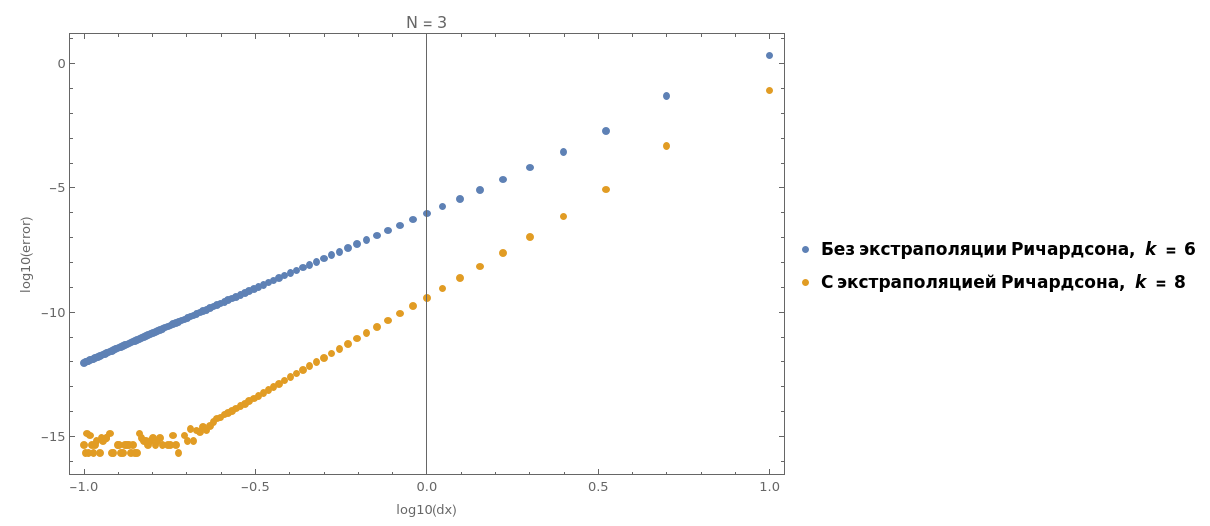 N = 3
0
−5
−10
−15
−1.0
−0.5
0.0
0.5
1.0
log10(dx)
log10(error)
Без экстраполяции Ричардсона, k = 6
С экстраполяцией Ричардсона, k = 8